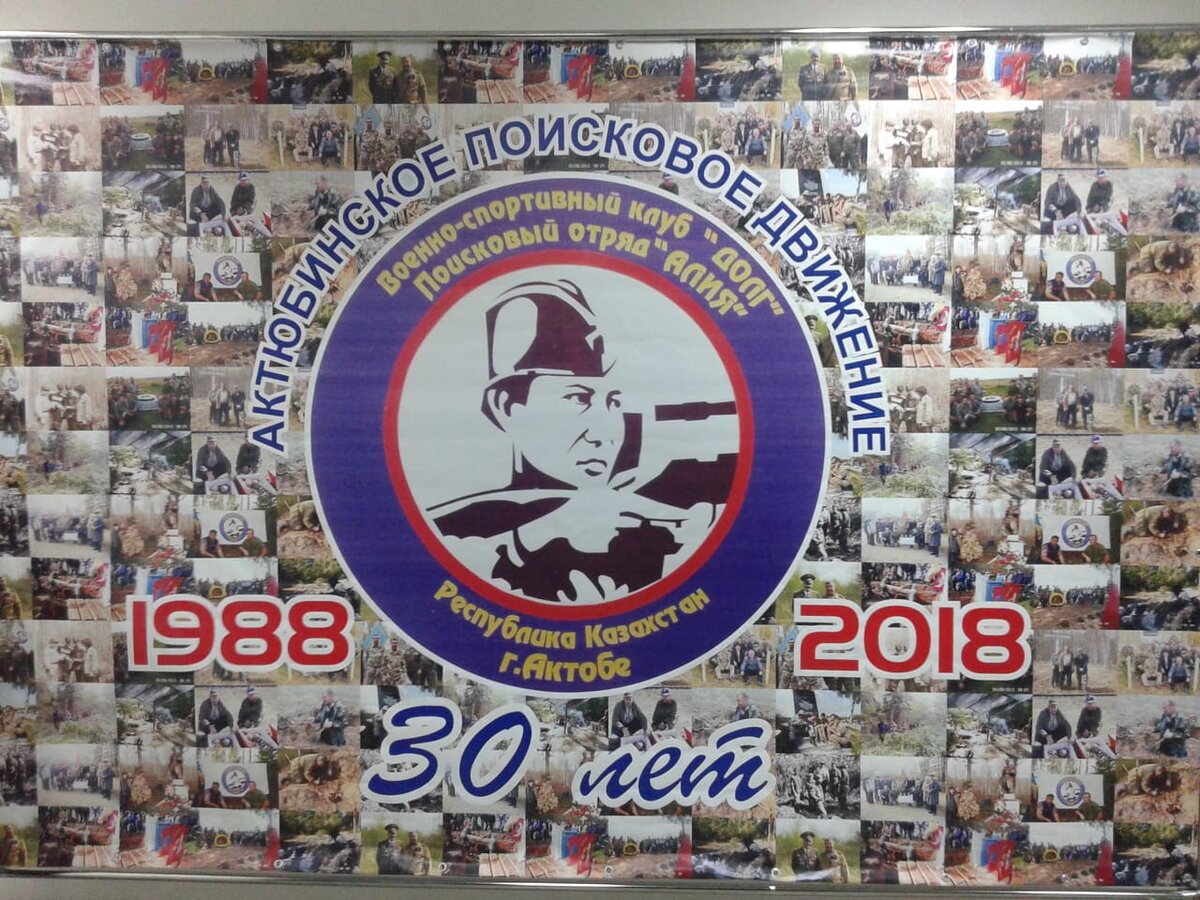 АКТЮБИНСКОЕ ПОИСКОВОЕ ДВИЖЕНИЕ
Военно-спортивный клуб "ДОЛГ"
Поисковый отряд "АЛИЯ"
Республика Казахстан
г.Актобе
1988
2018
30 лет